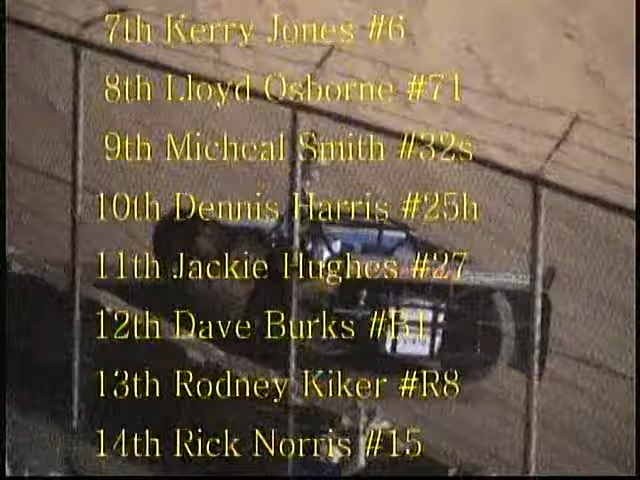 7th Kerry Jones #6
8th Lloyd Osborne #71
9th Micheal Smith #32s
10th Dennis Harris #25h
11th Jackie Hughes #27
12th Dave Burks #B1
13th Rodney Kiker #R8
14th Rick Norris #15